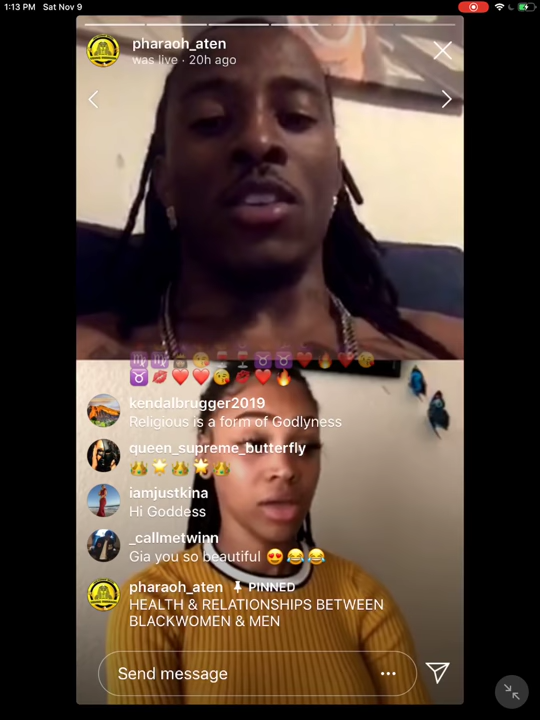 1:13 PM Sat Nov 9
pharaoh_aten
was live · 20h ago
kendalbrugger2019
Religious is a form of Godlyness
queen_supreme_butterfly
iamjustkina
Hi Goddess
_callmetwinn
Gia you so beautiful 😍😂😂
pharaoh_aten PINNED
HEALTH & RELATIONSHIPS BETWEEN
BLACKWOMEN & MEN
Send message